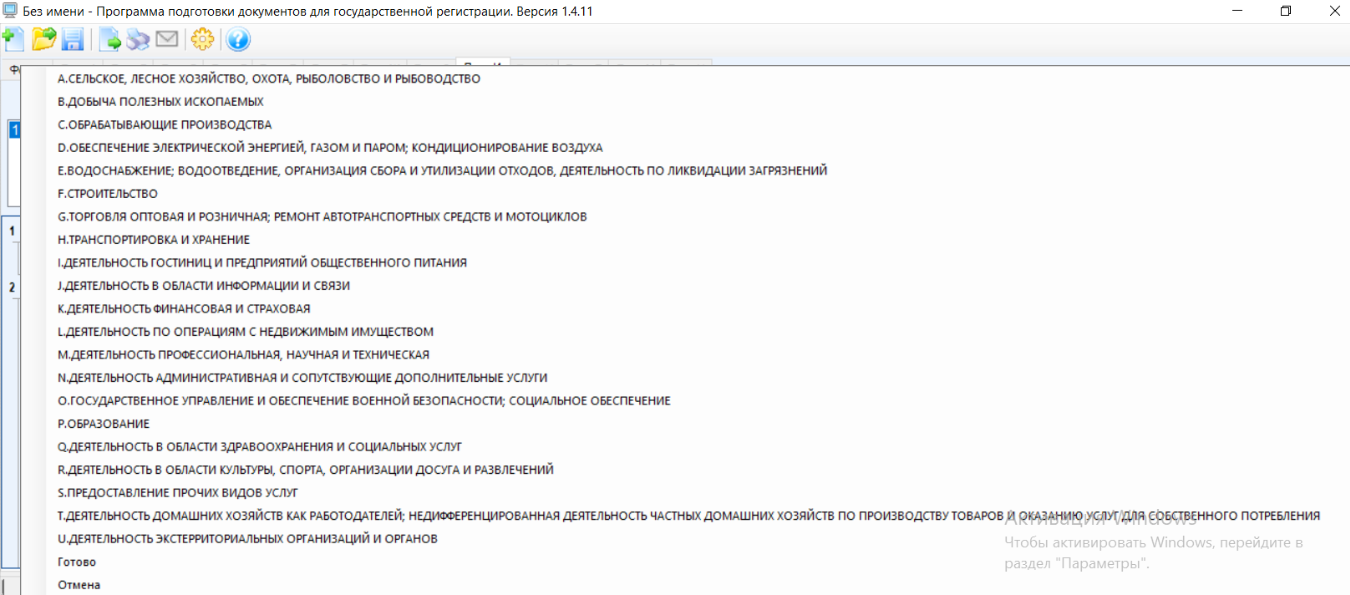 Без имени - Программа подготовки документов для государственной регистрации. Версия 1.4.11
A.СЕЛЬСКОЕ, ЛЕСНОЕ ХОЗЯЙСТВО, ОХОТА, РЫБОЛОВСТВО И РЫБОВОДСТВО
B.ДОБЫЧА ПОЛЕЗНЫХ ИСКОПАЕМЫХ
1 C.ОБРАБАТЫВАЮЩИЕ ПРОИЗВОДСТВА
D.ОБЕСПЕЧЕНИЕ ЭЛЕКТРИЧЕСКОЙ ЭНЕРГИЕЙ, ГАЗОМ И ПАРОМ; КОНДИЦИОНИРОВАНИЕ ВОЗДУХА
E.ВОДОСНАБЖЕНИЕ; ВОДООТВЕДЕНИЕ, ОРГАНИЗАЦИЯ СБОРА И УТИЛИЗАЦИИ ОТХОДОВ, ДЕЯТЕЛЬНОСТЬ ПО ЛИКВИДАЦИИ ЗАГРЯЗНЕНИЙ
F.СТРОИТЕЛЬСТВО
G.ТОРГОВЛЯ ОПТОВАЯ И РОЗНИЧНАЯ; РЕМОНТ АВТОТРАНСПОРТНЫХ СРЕДСТВ И МОТОЦИКЛОВ
1 H.ТРАНСПОРТИРОВКА И ХРАНЕНИЕ
I.ДЕЯТЕЛЬНОСТЬ ГОСТИНИЦ И ПРЕДПРИЯТИЙ ОБЩЕСТВЕННОГО ПИТАНИЯ
2 J.ДЕЯТЕЛЬНОСТЬ В ОБЛАСТИ ИНФОРМАЦИИ И СВЯЗИ
K.ДЕЯТЕЛЬНОСТЬ ФИНАНСОВАЯ И СТРАХОВАЯ
L.ДЕЯТЕЛЬНОСТЬ ПО ОПЕРАЦИЯМ С НЕДВИЖИМЫМ ИМУЩЕСТВОМ
M.ДЕЯТЕЛЬНОСТЬ ПРОФЕССИОНАЛЬНАЯ, НАУЧНАЯ И ТЕХНИЧЕСКАЯ
N.ДЕЯТЕЛЬНОСТЬ АДМИНИСТРАТИВНАЯ И СОПУТСТВУЮЩИЕ ДОПОЛНИТЕЛЬНЫЕ УСЛУГИ
O.ГОСУДАРСТВЕННОЕ УПРАВЛЕНИЕ И ОБЕСПЕЧЕНИЕ ВОЕННОЙ БЕЗОПАСНОСТИ; СОЦИАЛЬНОЕ ОБЕСПЕЧЕНИЕ
P.ОБРАЗОВАНИЕ
Q.ДЕЯТЕЛЬНОСТЬ В ОБЛАСТИ ЗДРАВООХРАНЕНИЯ И СОЦИАЛЬНЫХ УСЛУГ
R.ДЕЯТЕЛЬНОСТЬ В ОБЛАСТИ КУЛЬТУРЫ, СПОРТА, ОРГАНИЗАЦИИ ДОСУГА И РАЗВЛЕЧЕНИЙ
S.ПРЕДОСТАВЛЕНИЕ ПРОЧИХ ВИДОВ УСЛУГ
T.ДЕЯТЕЛЬНОСТЬ ДОМАШНИХ ХОЗЯЙСТВ КАК РАБОТОДАТЕЛЕЙ; НЕДИФФЕРЕНЦИРОВАННАЯ ДЕЯТЕЛЬНОСТЬ ЧАСТНЫХ ДОМАШНИХ ХОЗЯЙСТВ ПО ПРОИЗВОДСТВУ ТОВАРОВ И ОКАЗАНИЮ УСЛУГ ДЛЯ СОБСТВЕННОГО ПОТРЕБЛЕНИЯ
U.ДЕЯТЕЛЬНОСТЬ ЭКСТЕРРИТОРИАЛЬНЫХ ОРГАНИЗАЦИЙ И ОРГАНОВ
Готово
Отмена
Активация Windows
Чтобы активировать Windows, перейдите в
раздел "Параметры".